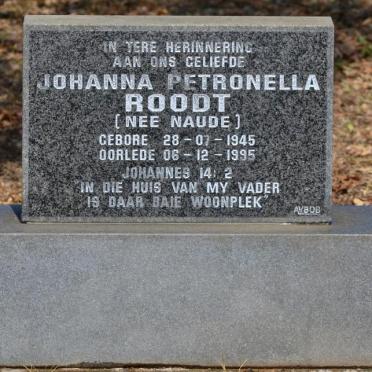 IN TERE HERINNERING
AAN ONS GELIEFDE
JOHANNA PETRONELLA
ROODT
(NEE NAUDE)
GEBORE 28-07-1945
OORLEDE 06-12-1995
JOHANNES 14:2
"IN DIE HUIS VAN MY VADER
IS DAAR BAIE WOONPLEK"
AVBOB